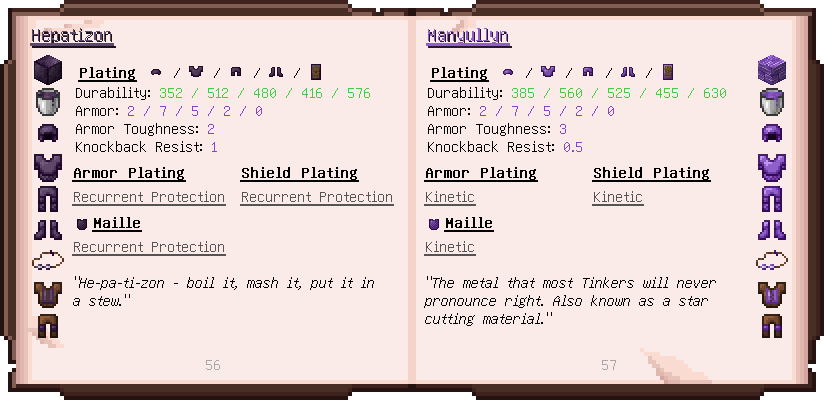 Hepatizon
Plating / / / /
Durability: 352 / 512 / 480 / 416 / 576
Armor: 2 / 7 / 5 / 2 / 0
Armor Toughness: 2
Knockback Resist: 1
Armor Plating Shield Plating
Recurrent Protection Recurrent Protection
Maille
Recurrent Protection
"He-pa-ti-zon - boil it, mash it, put it in
a stew."
56
Manyullyn
Plating / / / /
Durability: 385 / 560 / 525 / 455 / 630
Armor: 2 / 7 / 5 / 2 / 0
Armor Toughness: 3
Knockback Resist: 0.5
Armor Plating Shield Plating
Kinetic Kinetic
Maille
Kinetic
"The metal that most Tinkers will never
pronounce right. Also known as a star
cutting material."
57